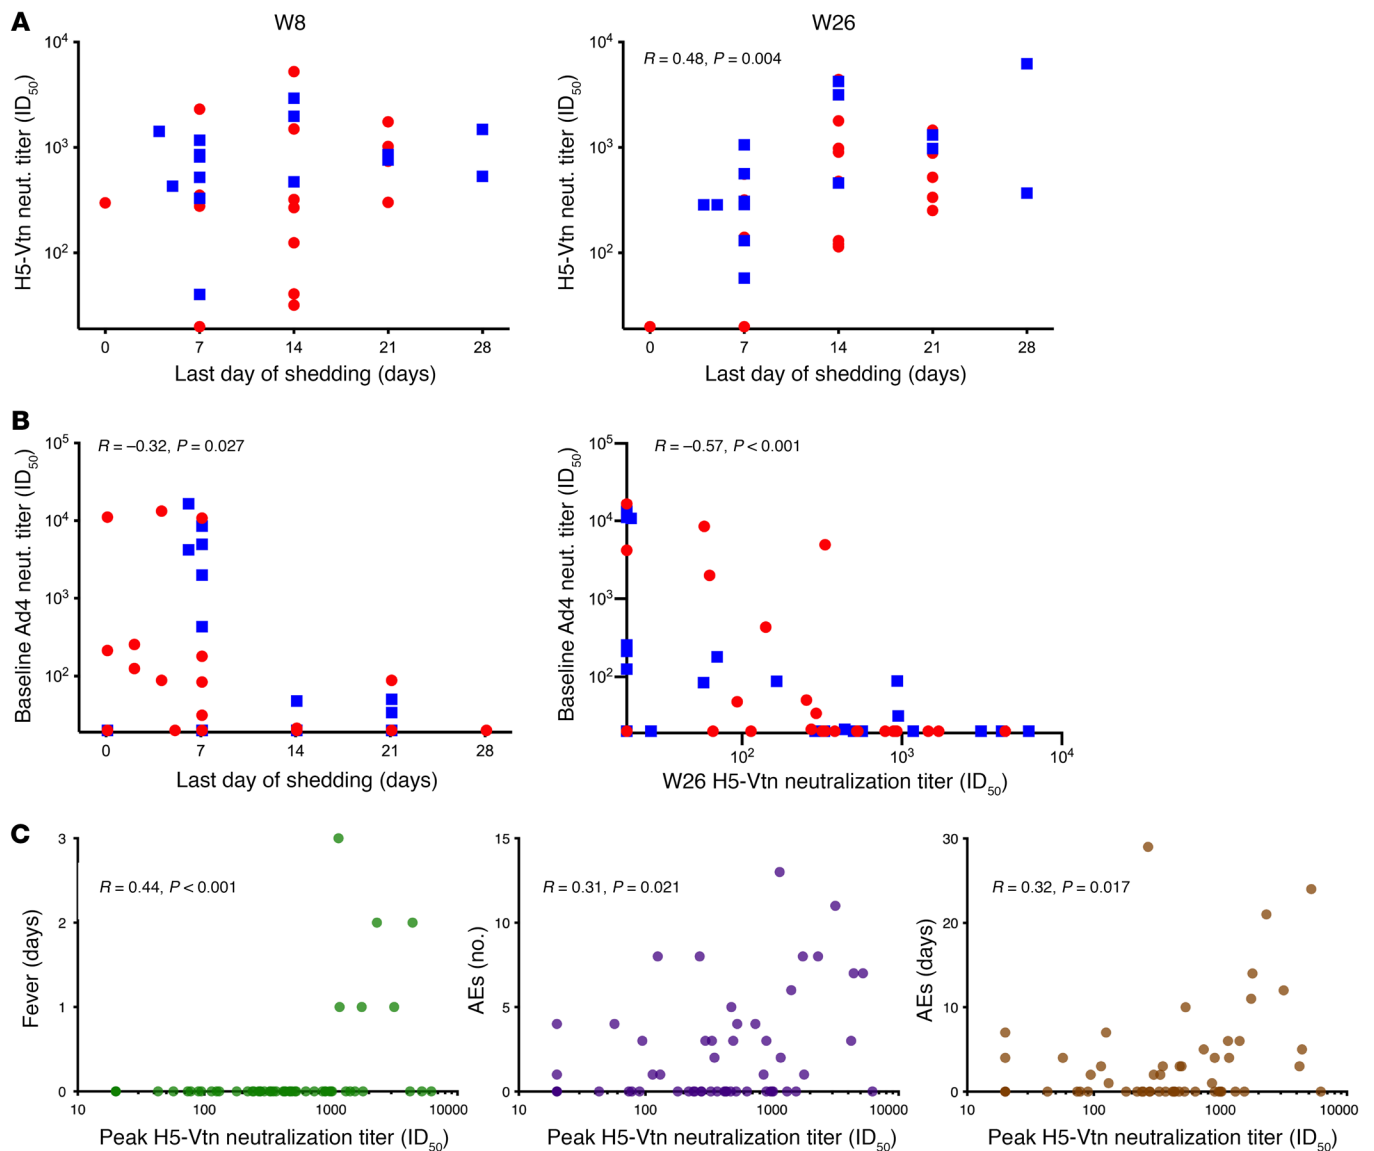 A
W8
W26
H5-Vtn neut. titer (ID50)
10^4
10^3
10^2
0 7 14 21 28
Last day of shedding (days)
H5-Vtn neut. titer (ID50)
R = 0.48, P = 0.004
10^4
10^3
10^2
0 7 14 21 28
Last day of shedding (days)
B
Baseline Ad4 neut. titer (ID50)
R = –0.32, P = 0.027
10^5
10^4
10^3
10^2
0 7 14 21 28
Last day of shedding (days)
Baseline Ad4 neut. titer (ID50)
R = –0.57, P < 0.001
10^5
10^4
10^3
10^2
10^2 10^3 10^4
W26 H5-Vtn neutralization titer (ID50)
C
Fever (days)
R = 0.44, P < 0.001
3
2
1
0
10 100 1000 10000
Peak H5-Vtn neutralization titer (ID50)
AEs (no.)
R = 0.31, P = 0.021
15
10
5
0
10 100 1000 10000
Peak H5-Vtn neutralization titer (ID50)
AEs (days)
R = 0.32, P = 0.017
30
20
10
0
10 100 1000 10000
Peak H5-Vtn neutralization titer (ID50)